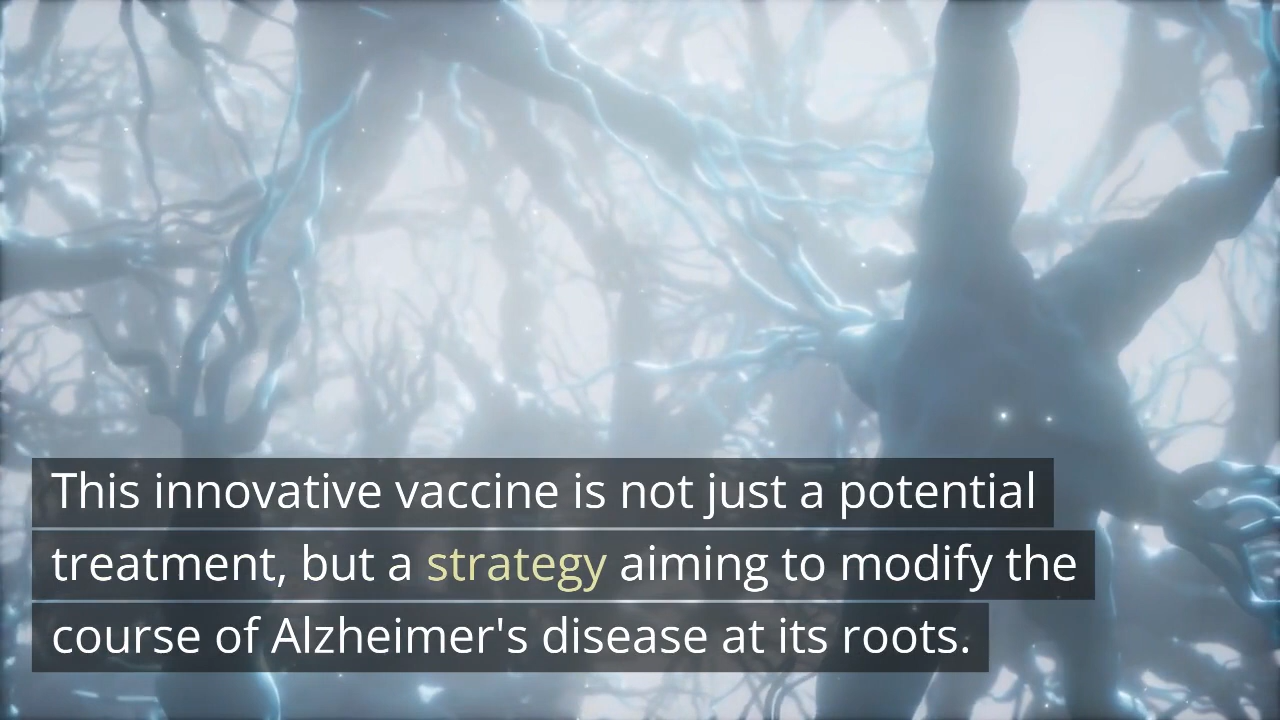 This innovative vaccine is not just a potential
treatment, but a strategy aiming to modify the
course of Alzheimer's disease at its roots.